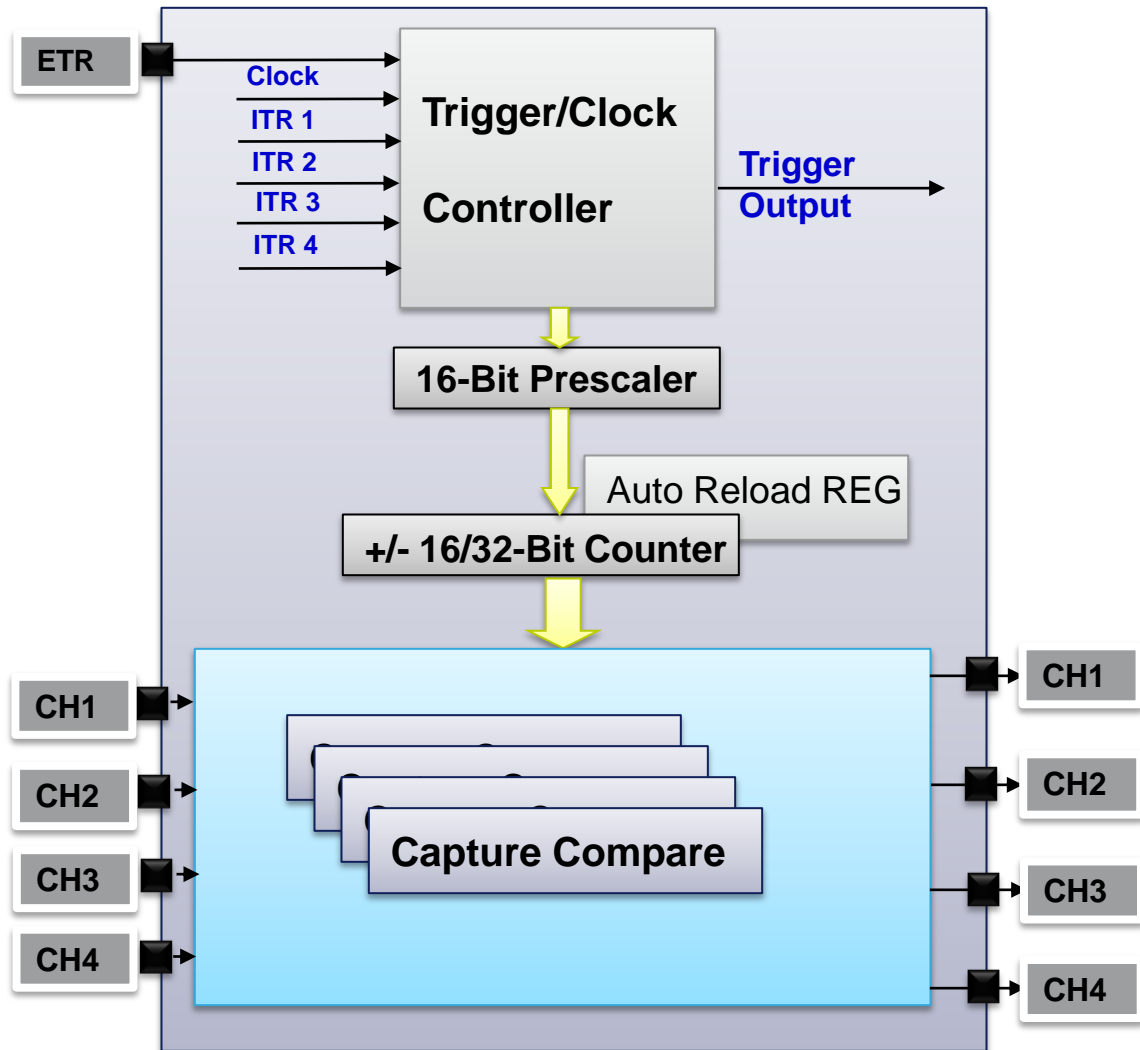 ETR
Clock
ITR 1
ITR 2
ITR 3
ITR 4
Trigger/Clock
Controller
Trigger
Output
16-Bit Prescaler
Auto Reload REG
+/- 16/32-Bit Counter
CH1
CH2
CH3
CH4
Capture Compare
CH1
CH2
CH3
CH4